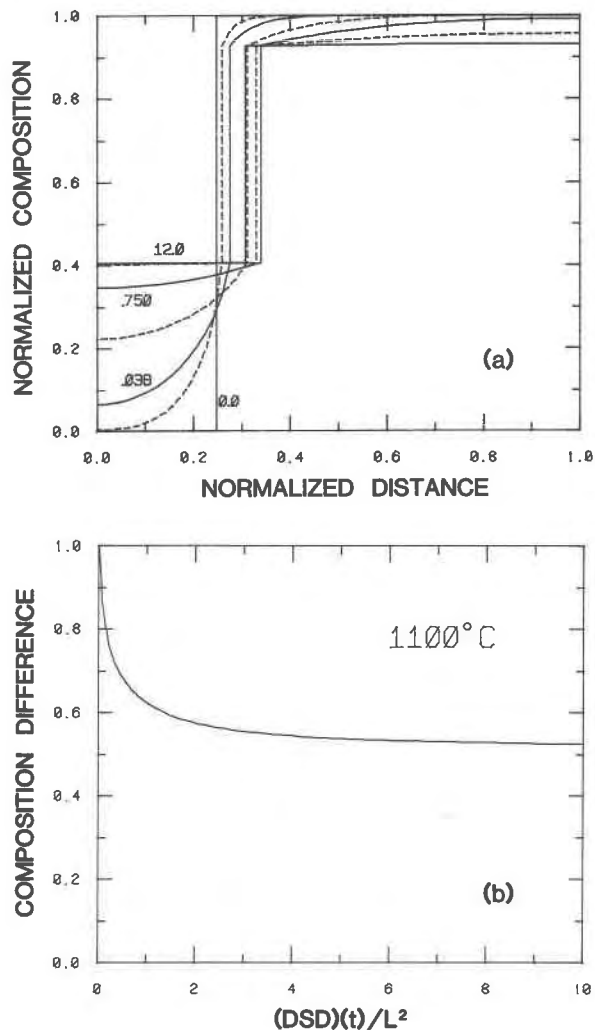 1.0
0.8
0.6
0.4
0.2
0.0
NORMALIZED COMPOSITION
12.0
.750
.038
0.0
(a)
0.0 0.2 0.4 0.6 0.8 1.0
NORMALIZED DISTANCE
1.0
0.8
0.6
0.4
0.2
0.0
COMPOSITION DIFFERENCE
1100°C
(b)
0 2 4 6 8 10
(DSD)(t)/L²